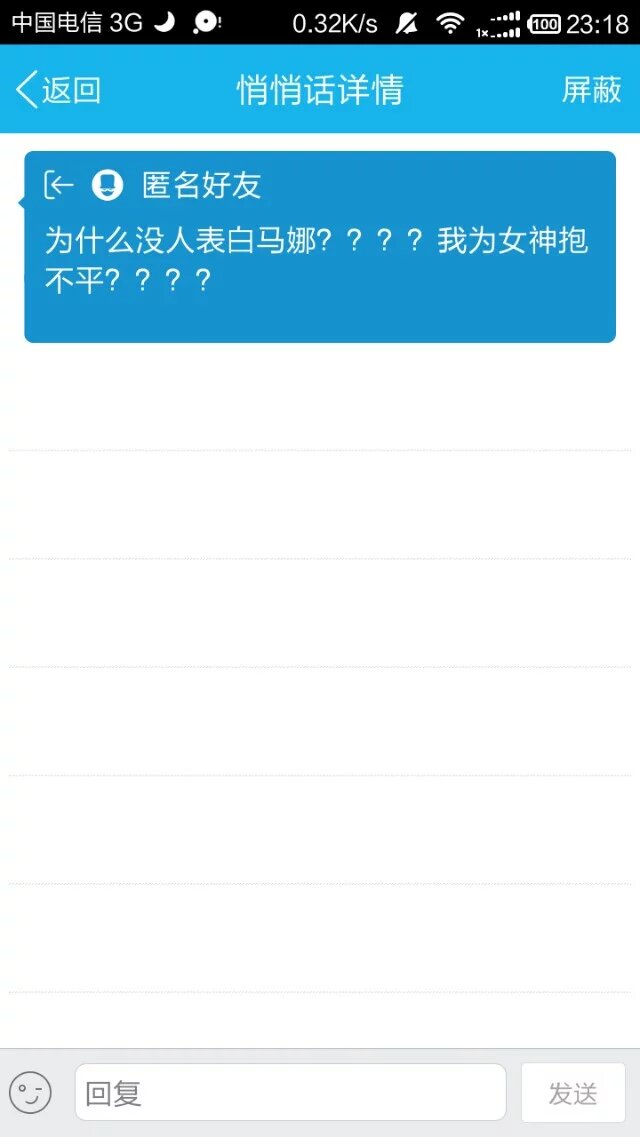 中国电信 3G 0.32K/s 1x 100 23:18
返回 悄悄话详情 屏蔽
匿名好友
为什么没人表白马娜？？？？我为女神抱
不平？？？？
回复 发送